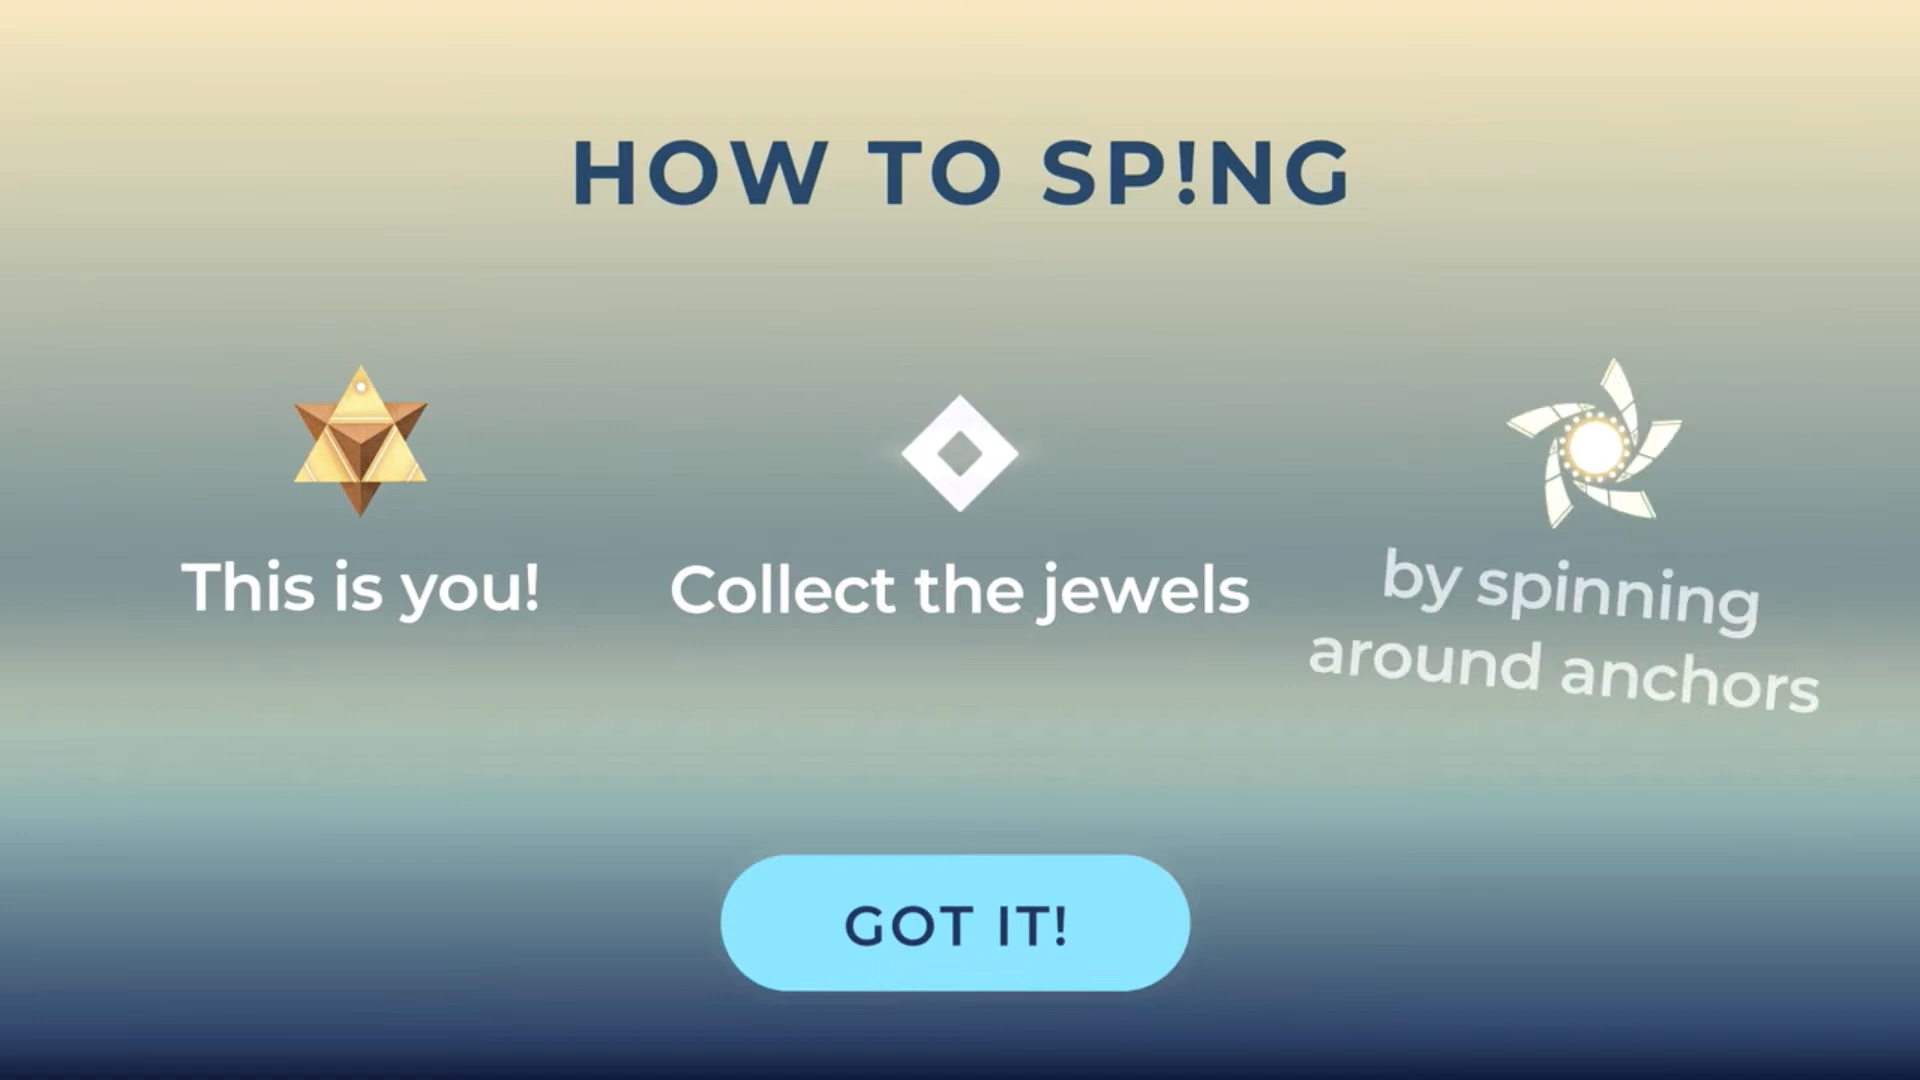 HOW TO SP!NG
This is you!
Collect the jewels
by spinning
around anchors
GOT IT!